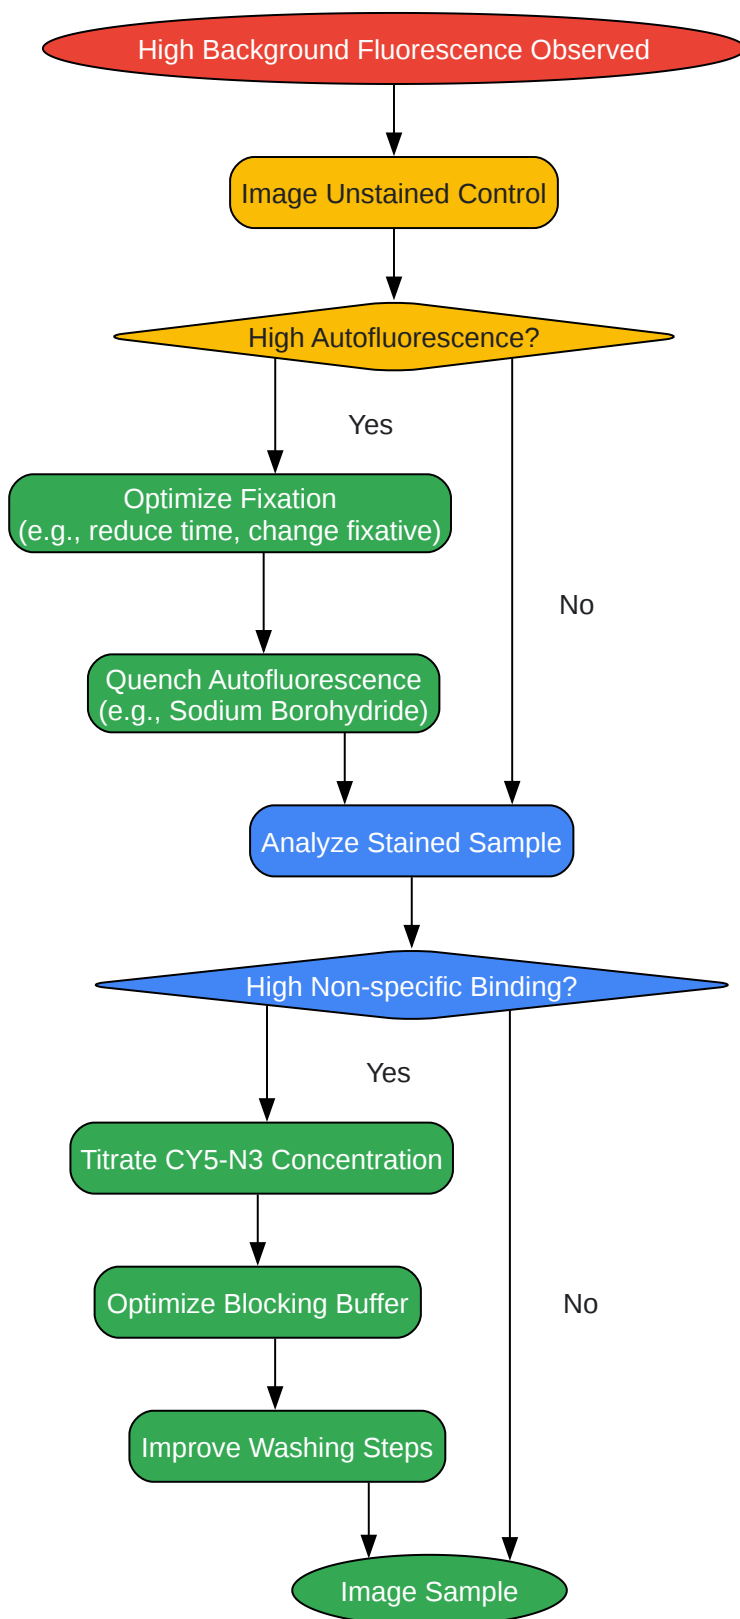 High Background Fluorescence Observed
Image Unstained Control
High Autofluorescence?
Yes
Optimize Fixation
(e.g., reduce time, change fixative)
No
Quench Autofluorescence
(e.g., Sodium Borohydride)
Analyze Stained Sample
High Non-specific Binding?
Yes
Titrate CY5-N3 Concentration
Optimize Blocking Buffer
No
Improve Washing Steps
Image Sample